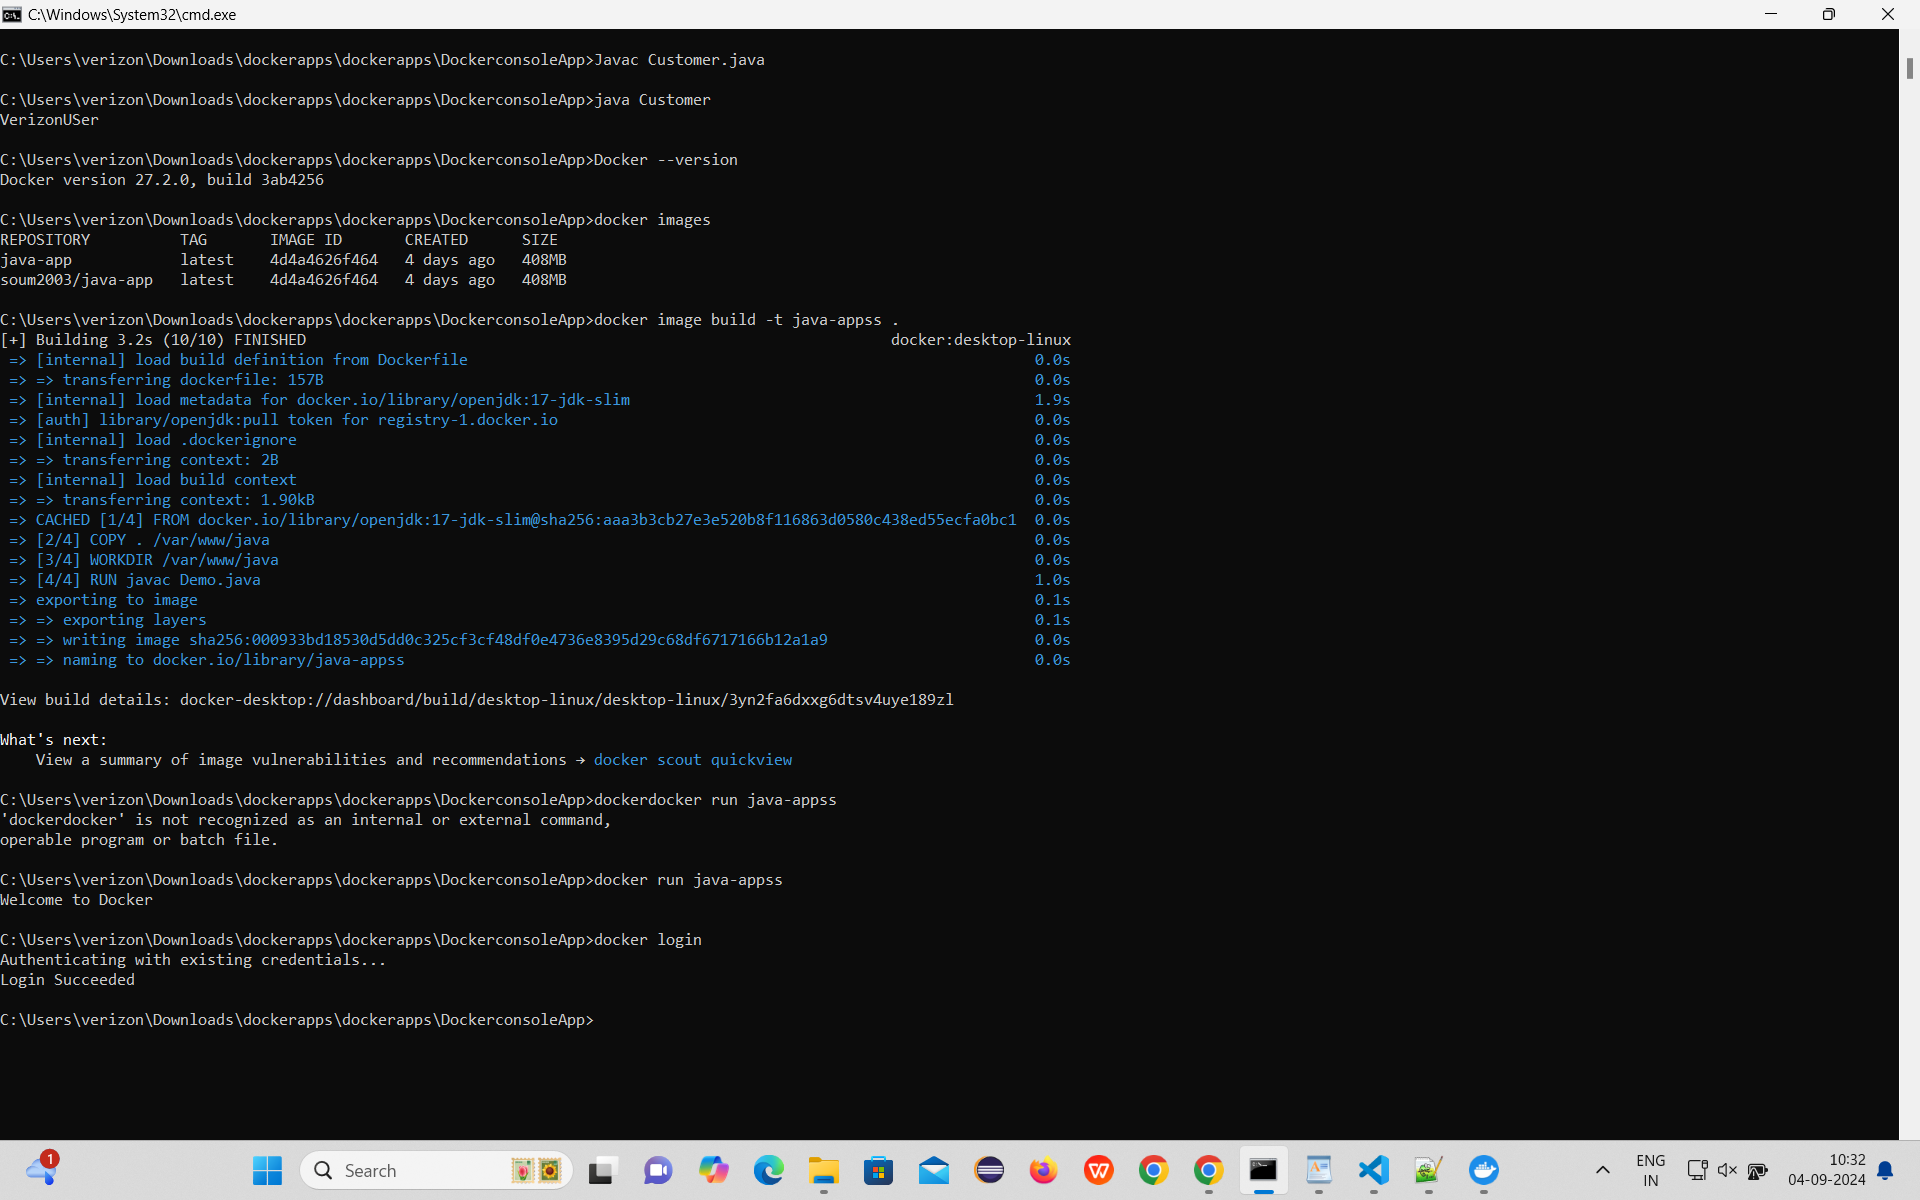 C:\Windows\System32\cmd.exe
C:\Users\verizon\Downloads\dockerapps\dockerapps\DockerconsoleApp>Javac Customer.java
C:\Users\verizon\Downloads\dockerapps\dockerapps\DockerconsoleApp>java Customer
VerizonUSer
C:\Users\verizon\Downloads\dockerapps\dockerapps\DockerconsoleApp>Docker --version
Docker version 27.2.0, build 3ab4256
C:\Users\verizon\Downloads\dockerapps\dockerapps\DockerconsoleApp>docker images
REPOSITORY          TAG       IMAGE ID       CREATED      SIZE
java-app            latest    4d4a4626f464   4 days ago   408MB
soum2003/java-app   latest    4d4a4626f464   4 days ago   408MB
C:\Users\verizon\Downloads\dockerapps\dockerapps\DockerconsoleApp>docker image build -t java-appss .
[+] Building 3.2s (10/10) FINISHED                                                                 docker:desktop-linux
 => [internal] load build definition from Dockerfile                                                               0.0s
 => => transferring dockerfile: 157B                                                                               0.0s
 => [internal] load metadata for docker.io/library/openjdk:17-jdk-slim                                             1.9s
 => [auth] library/openjdk:pull token for registry-1.docker.io                                                     0.0s
 => [internal] load .dockerignore                                                                                  0.0s
 => => transferring context: 2B                                                                                    0.0s
 => [internal] load build context                                                                                  0.0s
 => => transferring context: 1.90kB                                                                                0.0s
 => CACHED [1/4] FROM docker.io/library/openjdk:17-jdk-slim@sha256:aaa3b3cb27e3e520b8f116863d0580c438ed55ecfa0bc1  0.0s
 => [2/4] COPY . /var/www/java                                                                                     0.0s
 => [3/4] WORKDIR /var/www/java                                                                                    0.0s
 => [4/4] RUN javac Demo.java                                                                                      1.0s
 => exporting to image                                                                                             0.1s
 => => exporting layers                                                                                            0.1s
 => => writing image sha256:000933bd18530d5dd0c325cf3cf48df0e4736e8395d29c68df6717166b12a1a9                       0.0s
 => => naming to docker.io/library/java-appss                                                                      0.0s
View build details: docker-desktop://dashboard/build/desktop-linux/desktop-linux/3yn2fa6dxxg6dtsv4uye189zl
What's next:
    View a summary of image vulnerabilities and recommendations → docker scout quickview
C:\Users\verizon\Downloads\dockerapps\dockerapps\DockerconsoleApp>dockerdocker run java-appss
'dockerdocker' is not recognized as an internal or external command,
operable program or batch file.
C:\Users\verizon\Downloads\dockerapps\dockerapps\DockerconsoleApp>docker run java-appss
Welcome to Docker
C:\Users\verizon\Downloads\dockerapps\dockerapps\DockerconsoleApp>docker login
Authenticating with existing credentials...
Login Succeeded
C:\Users\verizon\Downloads\dockerapps\dockerapps\DockerconsoleApp>
1
Search
ENG
IN
10:32
04-09-2024